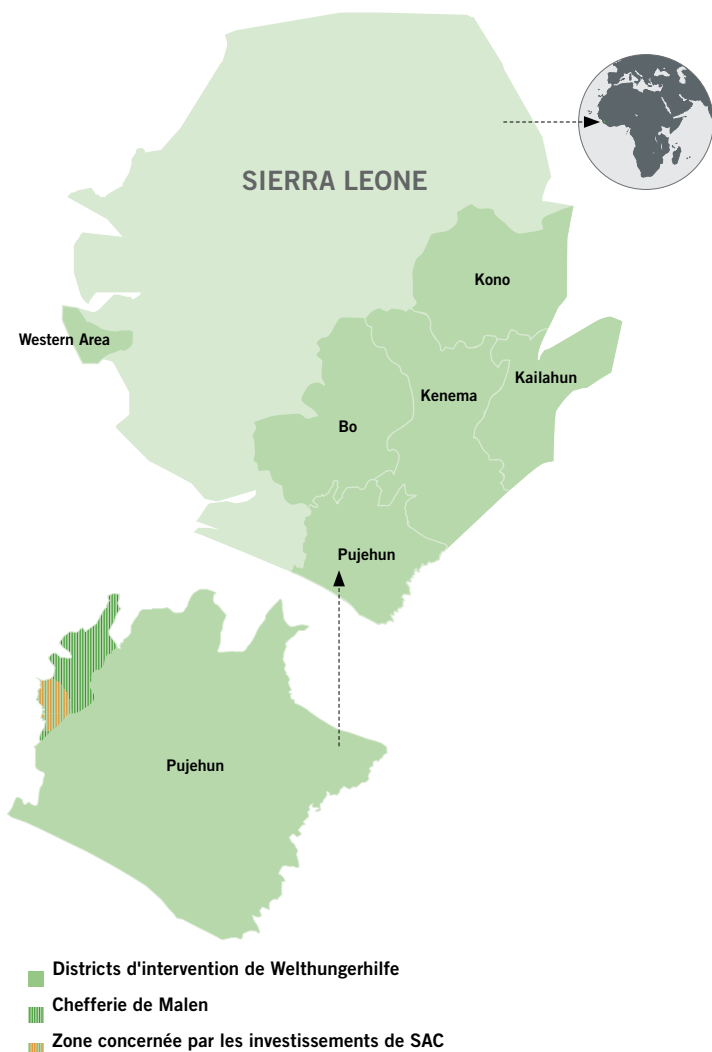 SIERRA LEONE
Kono
Western Area
Kailahun
Kenema
Bo
Pujehun
Pujehun
Districts d'intervention de Welthungerhilfe
Chefferie de Malen
Zone concernée par les investissements de SAC